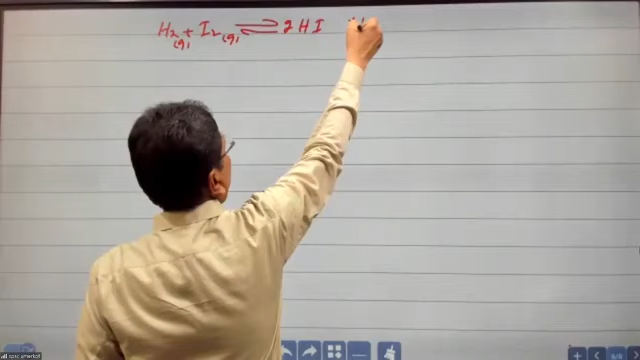 H₂ + I₂ ⇌ 2HI
(g) (g)